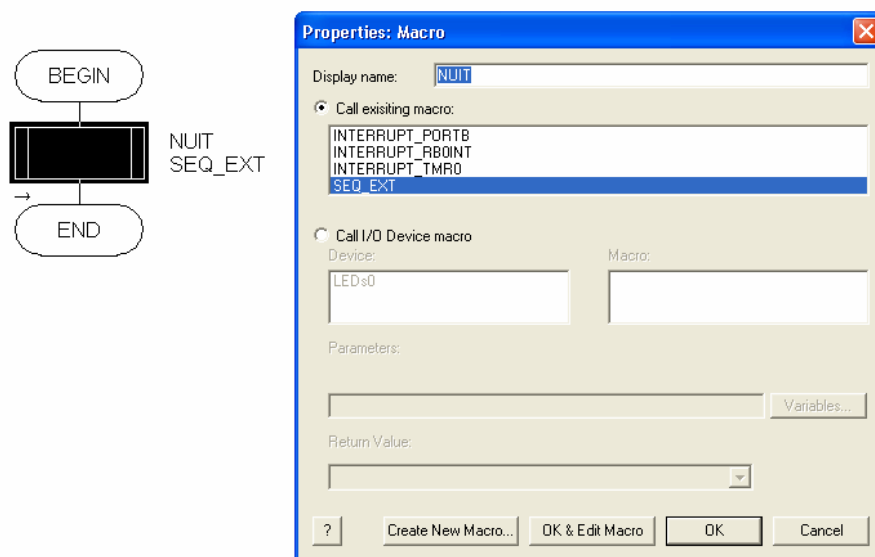 BEGIN
NUIT
SEQ_EXT
END
Properties: Macro
Display name: NUIT
Call exisiting macro:
INTERRUPT_PORTB
INTERRUPT_RB0INT
INTERRUPT_TMR0
SEQ_EXT
Call I/O Device macro
Device: Macro:
LEDs0
Parameters:
Variables...
Return Value:
? Create New Macro... OK & Edit Macro OK Cancel